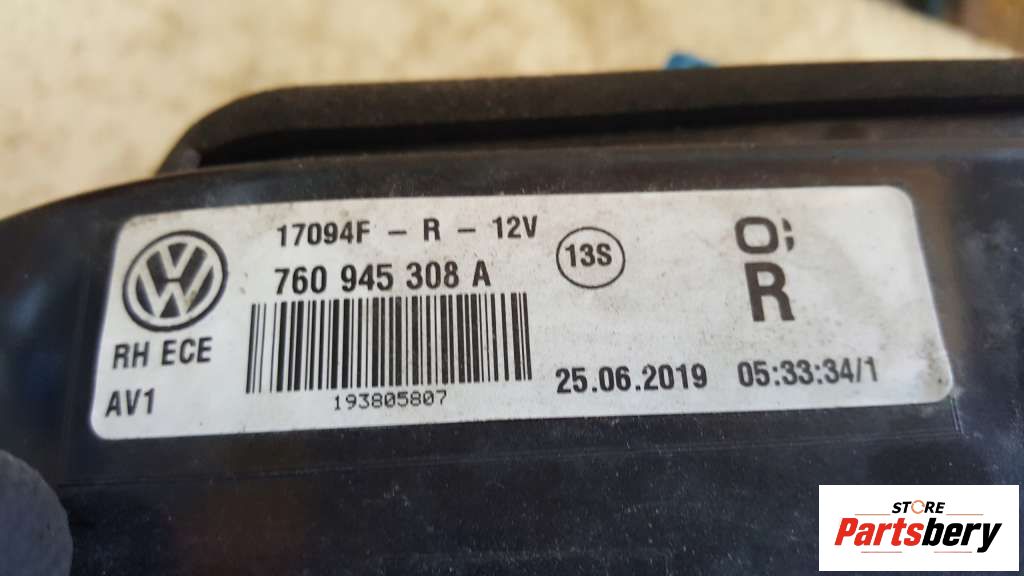 17094F - R - 12V
760 945 308 A
13S
R
RH ECE
AV1
193805807
25.06.2019 05:33:34/1
STORE
Partsbery